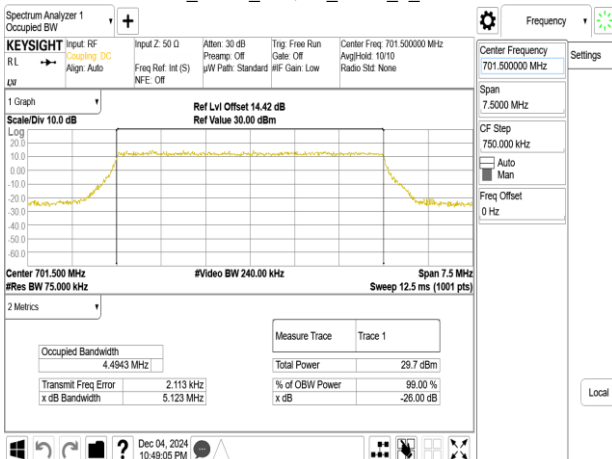 Spectrum Analyzer 1
Occupied BW
+
Frequency
KEYSIGHT
RL
Input: RF
Coupling: DC
Align: Auto
Input Z: 50 Ω
Freq Ref: Int (S)
NFE: Off
Atten: 30 dB
Preamp: Off
µW Path: Standard
Trig: Free Run
Gate: Off
#IF Gain: Low
Center Freq: 701.500000 MHz
Avg|Hold: 10/10
Radio Std: None
Center Frequency
701.500000 MHz
Settings
Span
7.5000 MHz
CF Step
750.000 kHz
Auto
Man
Freq Offset
0 Hz
Local
1 Graph
Scale/Div 10.0 dB
Ref Lvl Offset 14.42 dB
Ref Value 30.00 dBm
Log
20.0
10.0
0.00
-10.0
-20.0
-30.0
-40.0
-50.0
-60.0
Center 701.500 MHz
#Video BW 240.00 kHz
Span 7.5 MHz
#Res BW 75.000 kHz
Sweep 12.5 ms (1001 pts)
2 Metrics
Measure Trace
Trace 1
Occupied Bandwidth
4.4943 MHz
Total Power
29.7 dBm
Transmit Freq Error
2.113 kHz
% of OBW Power
99.00 %
x dB Bandwidth
5.123 MHz
x dB
-26.00 dB
?
Dec 04, 2024
10:49:05 PM